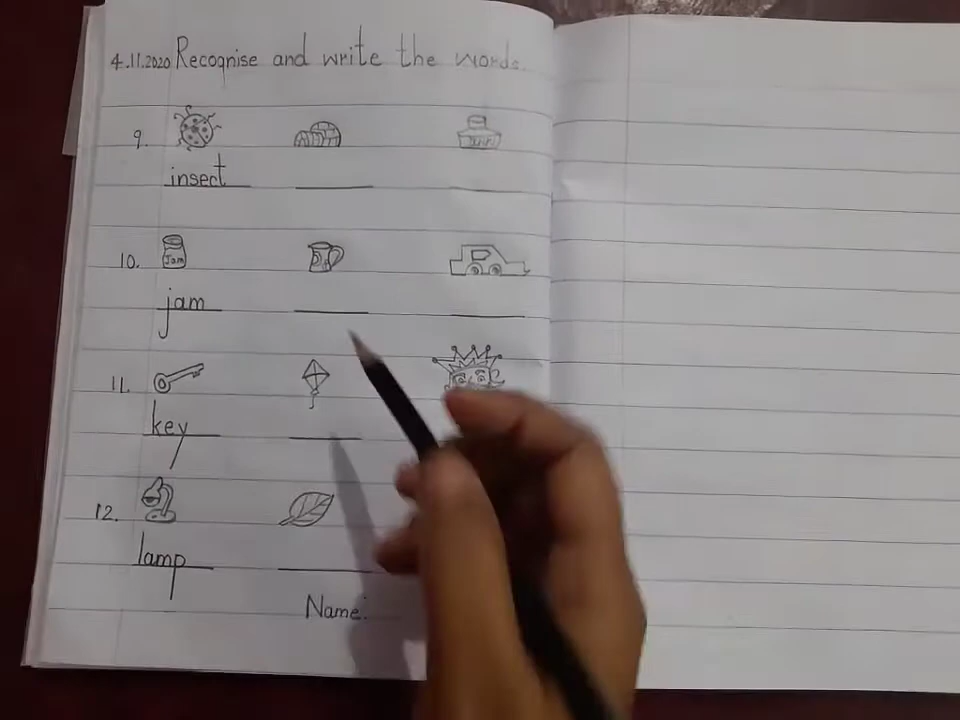 4.11.2020 Recognise and write the words.
9.
insect
10. Jam
jam
11.
key
12.
lamp
Name: